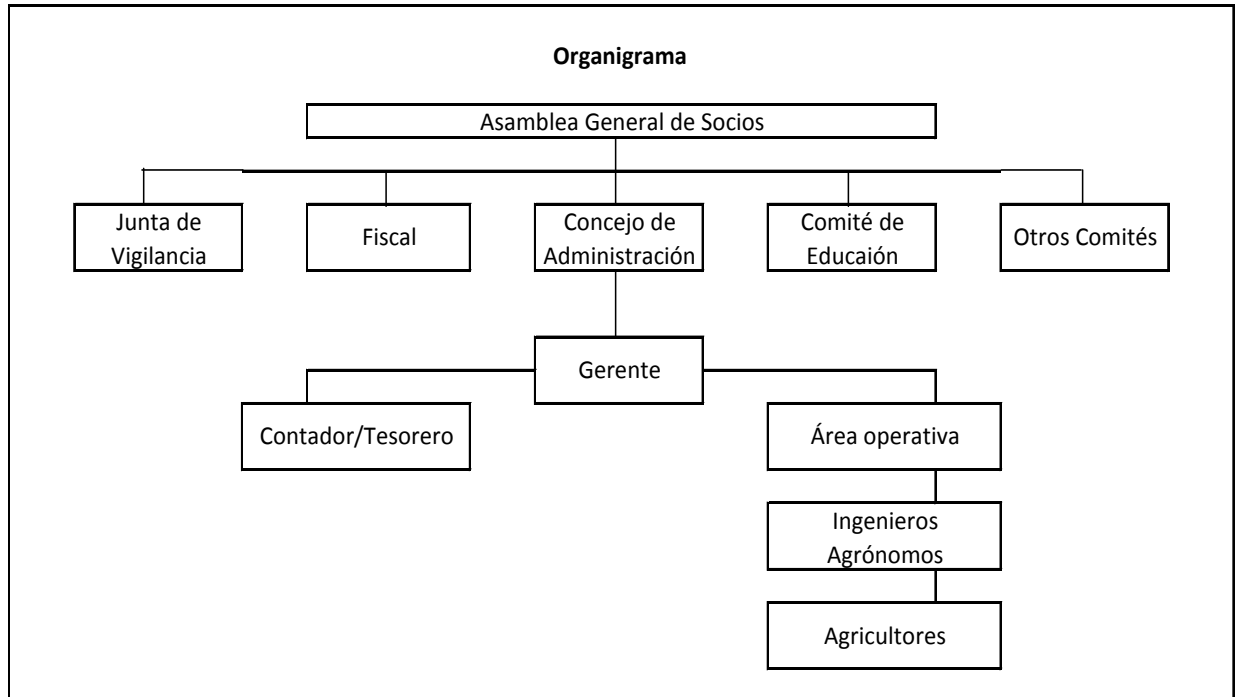 Organigrama
Asamblea General de Socios
Junta de
Vigilancia
Fiscal
Concejo de
Administración
Comité de
Educaión
Otros Comités
Gerente
Contador/Tesorero
Área operativa
Ingenieros
Agrónomos
Agricultores